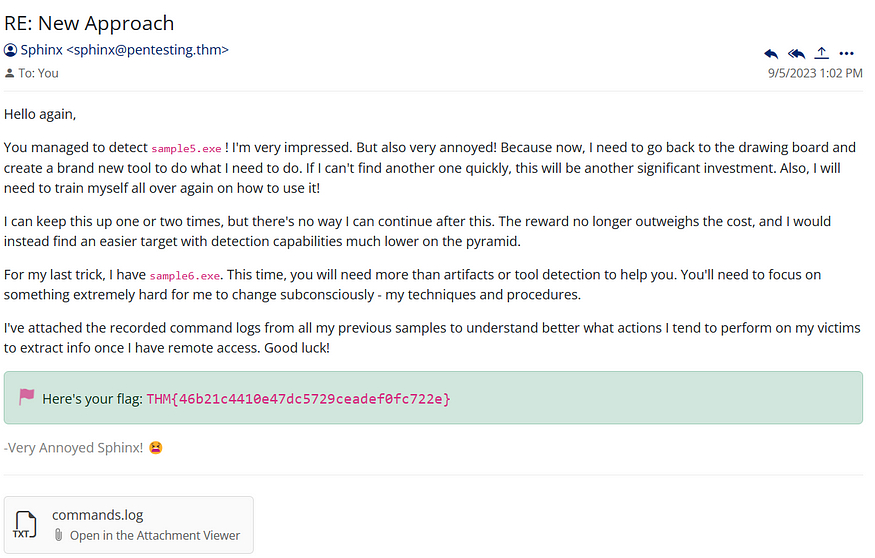 RE: New Approach
Sphinx <sphinx@pentesting.thm>
To: You
9/5/2023 1:02 PM
Hello again,
You managed to detect sample5.exe ! I'm very impressed. But also very annoyed! Because now, I need to go back to the drawing board and
create a brand new tool to do what I need to do. If I can't find another one quickly, this will be another significant investment. Also, I will
need to train myself all over again on how to use it!
I can keep this up one or two times, but there's no way I can continue after this. The reward no longer outweighs the cost, and I would
instead find an easier target with detection capabilities much lower on the pyramid.
For my last trick, I have sample6.exe. This time, you will need more than artifacts or tool detection to help you. You'll need to focus on
something extremely hard for me to change subconsciously - my techniques and procedures.
I've attached the recorded command logs from all my previous samples to understand better what actions I tend to perform on my victims
to extract info once I have remote access. Good luck!
Here's your flag: THM{46b21c4410e47dc5729ceadef0fc722e}
-Very Annoyed Sphinx!
TXT
commands.log
Open in the Attachment Viewer